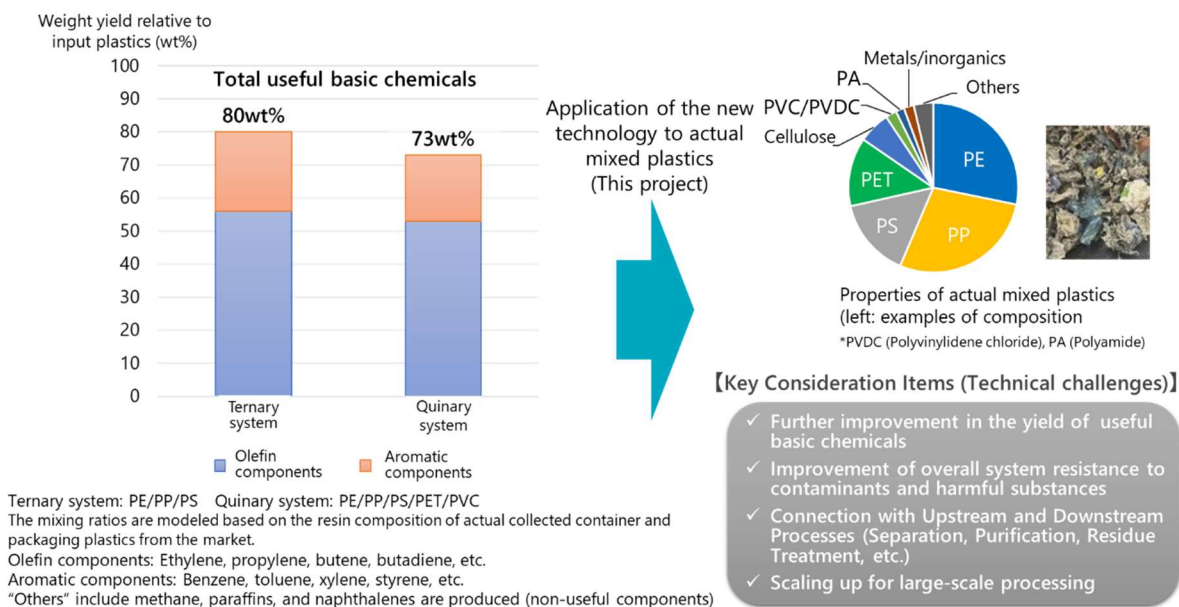 Weight yield relative to
input plastics (wt%)
100
90
80
70
60
50
40
30
20
10
0
Total useful basic chemicals
80wt%
73wt%
Ternary
system
Quinary
system
Olefin
components
Aromatic
components
Ternary system: PE/PP/PS Quinary system: PE/PP/PS/PET/PVC
The mixing ratios are modeled based on the resin composition of actual collected container and
packaging plastics from the market.
Olefin components: Ethylene, propylene, butene, butadiene, etc.
Aromatic components: Benzene, toluene, xylene, styrene, etc.
“Others” include methane, paraffins, and naphthalenes are produced (non-useful components)
Application of the new
technology to actual
mixed plastics
(This project)
Metals/inorganics
PA
Others
PVC/PVDC
Cellulose
PE
PET
PS
PP
Properties of actual mixed plastics
(left: examples of composition
*PVDC (Polyvinylidene chloride), PA (Polyamide)
【Key Consideration Items (Technical challenges)】
✓ Further improvement in the yield of useful
basic chemicals
✓ Improvement of overall system resistance to
contaminants and harmful substances
✓ Connection with Upstream and Downstream
Processes (Separation, Purification, Residue
Treatment, etc.)
✓ Scaling up for large-scale processing